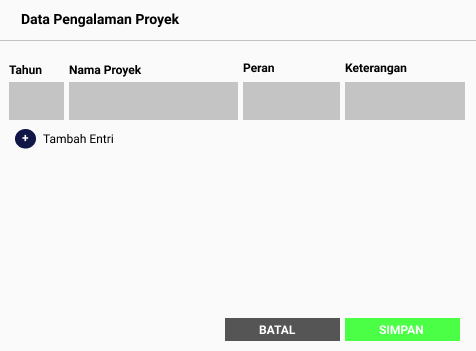 Data Pengalaman Proyek
Tahun Nama Proyek Peran Keterangan
+ Tambah Entri
BATAL SIMPAN